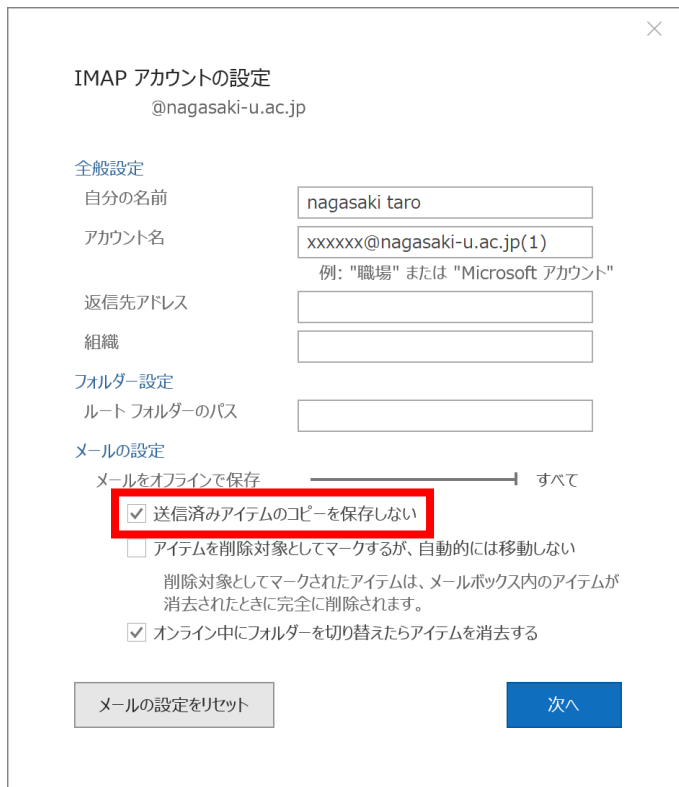 IMAP アカウントの設定
@nagasaki-u.ac.jp
全般設定
自分の名前
nagasaki taro
アカウント名
xxxxxx@nagasaki-u.ac.jp(1)
例: "職場" または "Microsoft アカウント"
返信先アドレス
組織
フォルダー設定
ルート フォルダーのパス
メールの設定
メールをオフラインで保存 すべて
送信済みアイテムのコピーを保存しない
アイテムを削除対象としてマークするが、自動的には移動しない
削除対象としてマークされたアイテムは、メールボックス内のアイテムが
消去されたときに完全に削除されます。
オンライン中にフォルダーを切り替えたらアイテムを消去する
メールの設定をリセット
次へ